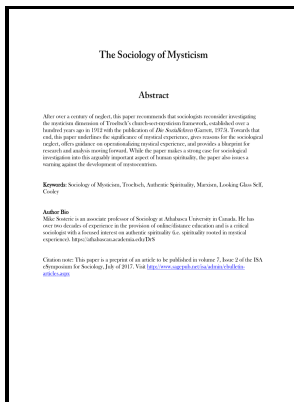 The Sociology of Mysticism
Abstract
After over a century of neglect, this paper recommends that sociologists reconsider investigating
the mysticism dimension of Troeltsch's church-sect-mysticism framework, established over a
hundred years ago in 1912 with the publication of Die Soziallehren (Garrett, 1975). Towards that
end, this paper underlines the significance of mystical experience, gives reasons for the sociological
neglect, offers guidance on operationalizing mystical experience, and provides a blueprint for
research and analysis moving forward. While the paper makes a strong case for sociological
investigation into this arguably important aspect of human spirituality, the paper also issues a
warning against the development of mystocentrism.
Keywords: Sociology of Mysticism, Troeltsch, Authentic Spirituality, Marxism, Looking Glass Self,
Cooley
Author Bio
Mike Sosteric is an associate professor of Sociology at Athabasca University in Canada. He has
over two decades of experience in the provision of online/distance education and is a critical
sociologist with a focused interest on authentic spirituality (i.e. spirituality rooted in mystical
experience). https://athabascau.academia.edu/DrS
Citation note: This paper is a preprint of an article to be published in volume 7, Issue 2 of the ISA
eSymposium for Sociology, July of 2017. Visit http://www.sagepub.net/isa/admin/ebulletin-
articles.aspx